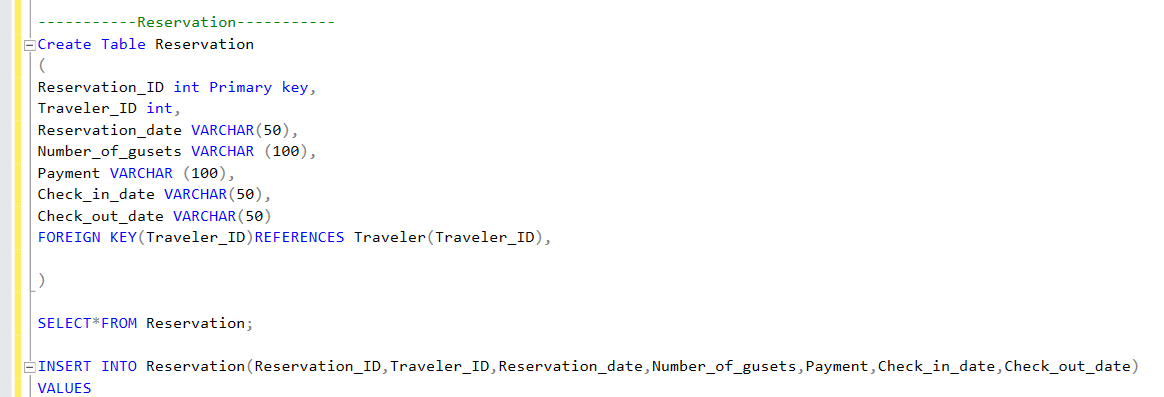 -----------Reservation-----------
Create Table Reservation
(
Reservation_ID int Primary key,
Traveler_ID int,
Reservation_date VARCHAR(50),
Number_of_gusets VARCHAR (100),
Payment VARCHAR (100),
Check_in_date VARCHAR(50),
Check_out_date VARCHAR(50)
FOREIGN KEY(Traveler_ID)REFERENCES Traveler(Traveler_ID),
)
SELECT*FROM Reservation;
INSERT INTO Reservation(Reservation_ID,Traveler_ID,Reservation_date,Number_of_gusets,Payment,Check_in_date,Check_out_date)
VALUES